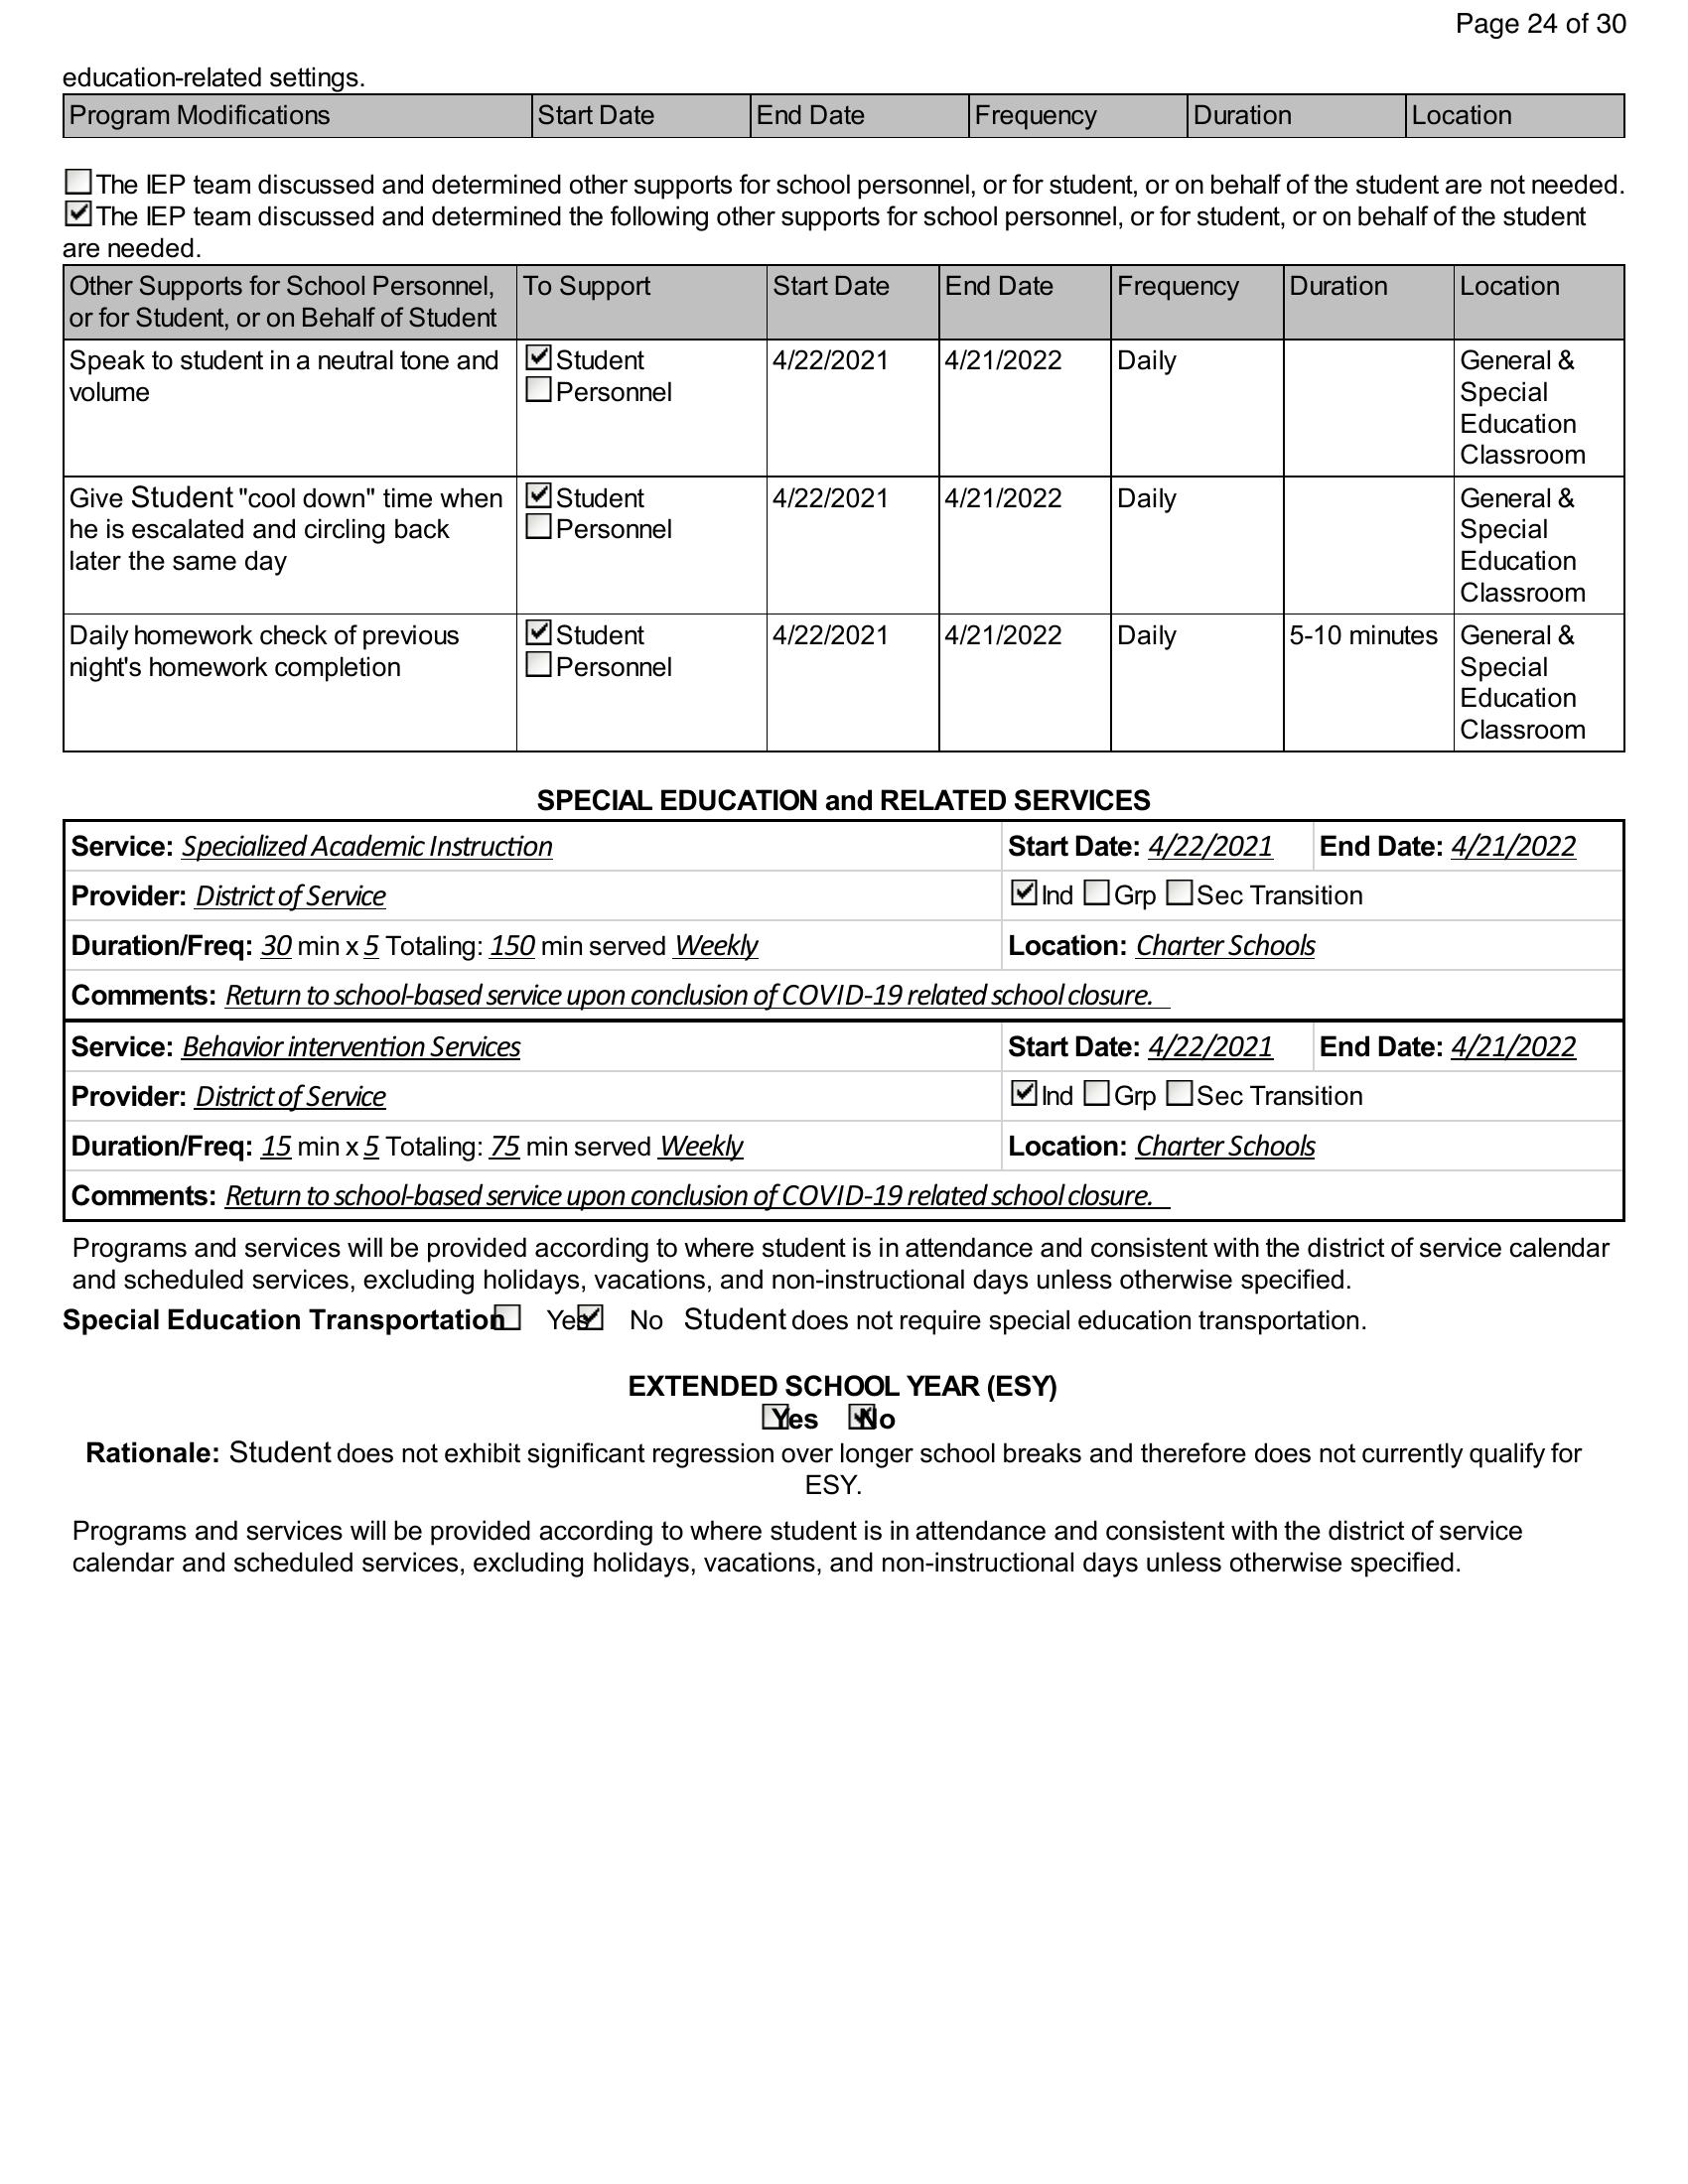 Page 24 of 30
education-related settings.
Program Modifications Start Date End Date Frequency Duration Location
The IEP team discussed and determined other supports for school personnel, or for student, or on behalf of the student are not needed.
The IEP team discussed and determined the following other supports for school personnel, or for student, or on behalf of the student
are needed.
Other Supports for School Personnel,
or for Student, or on Behalf of Student
To Support
Start Date
End Date
Frequency
Duration
Location
Speak to student in a neutral tone and
volume
Student
Personnel
4/22/2021
4/21/2022
Daily
General &
Special
Education
Classroom
Give Student "cool down" time when
he is escalated and circling back
later the same day
Student
Personnel
4/22/2021
4/21/2022
Daily
General &
Special
Education
Classroom
Daily homework check of previous
night's homework completion
Student
Personnel
4/22/2021
4/21/2022
Daily
5-10 minutes
General &
Special
Education
Classroom
SPECIAL EDUCATION and RELATED SERVICES
Service: Specialized Academic Instruction Start Date: 4/22/2021 End Date: 4/21/2022
Provider: District of Service Ind Grp Sec Transition
Duration/Freq: 30 min x 5 Totaling: 150 min served Weekly Location: Charter Schools
Comments: Return to school-based service upon conclusion of COVID-19 related school closure.
Service: Behavior intervention Services Start Date: 4/22/2021 End Date: 4/21/2022
Provider: District of Service Ind Grp Sec Transition
Duration/Freq: 15 min x 5 Totaling: 75 min served Weekly Location: Charter Schools
Comments: Return to school-based service upon conclusion of COVID-19 related school closure.
Programs and services will be provided according to where student is in attendance and consistent with the district of service calendar
and scheduled services, excluding holidays, vacations, and non-instructional days unless otherwise specified.
Special Education Transportation Yes No Student does not require special education transportation.
EXTENDED SCHOOL YEAR (ESY)
Yes No
Rationale: Student does not exhibit significant regression over longer school breaks and therefore does not currently qualify for
ESY.
Programs and services will be provided according to where student is in attendance and consistent with the district of service
calendar and scheduled services, excluding holidays, vacations, and non-instructional days unless otherwise specified.